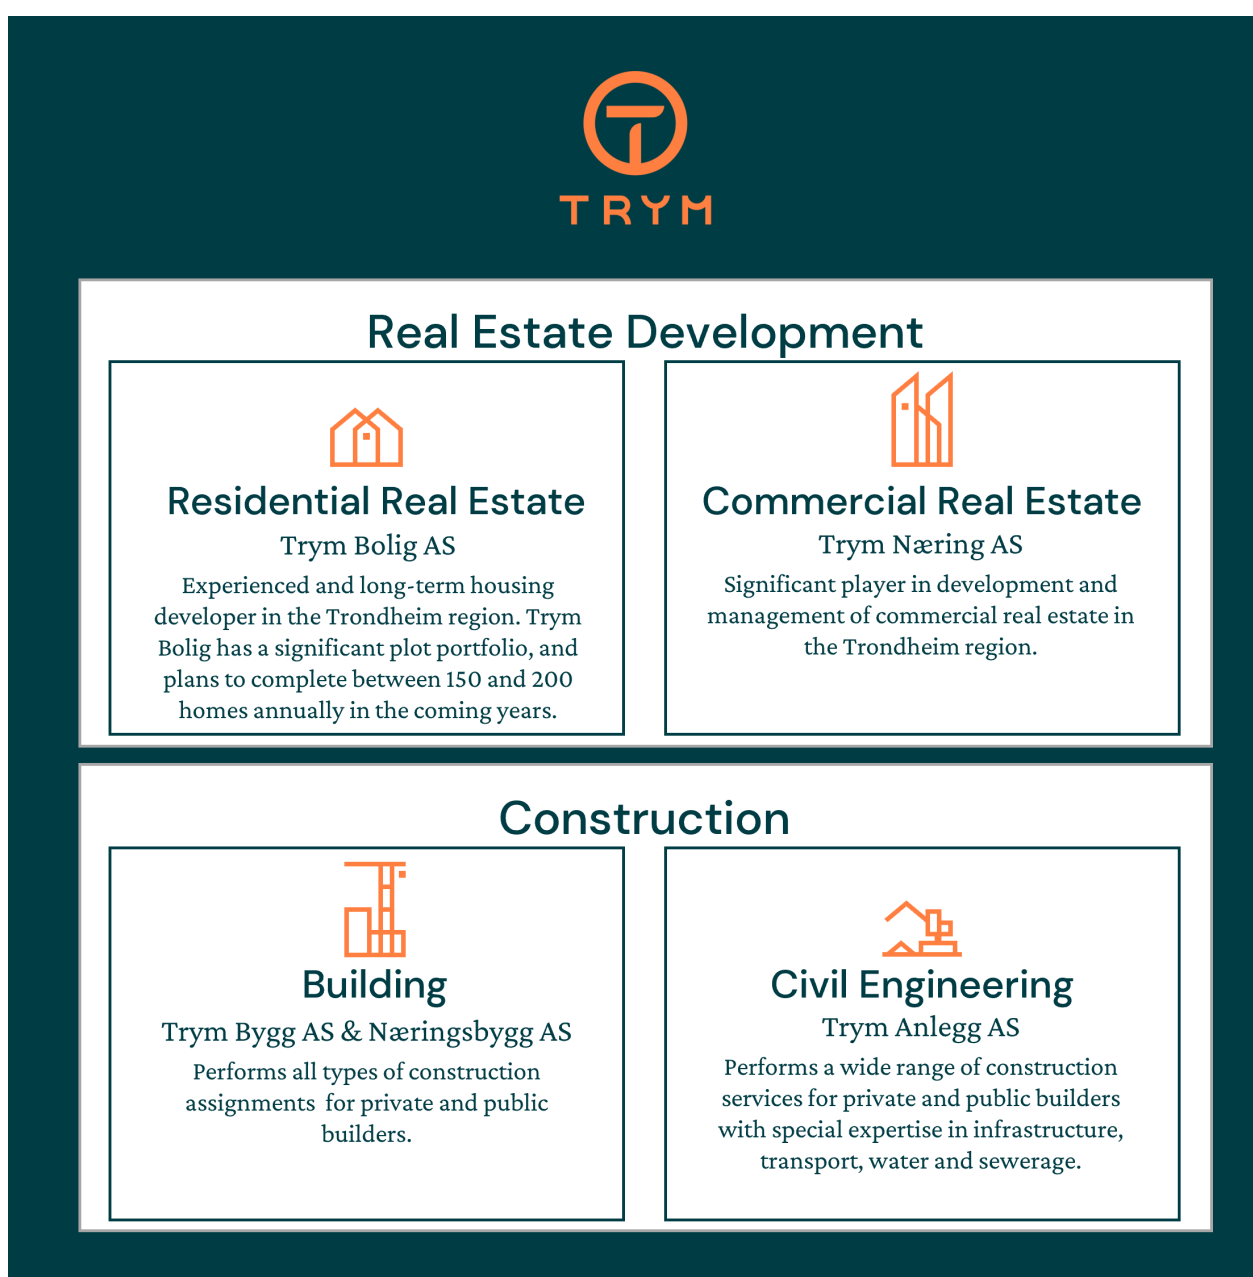 TRYM
Real Estate Development
Residential Real Estate
Trym Bolig AS
Experienced and long-term housing
developer in the Trondheim region. Trym
Bolig has a significant plot portfolio, and
plans to complete between 150 and 200
homes annually in the coming years.
Commercial Real Estate
Trym Næring AS
Significant player in development and
management of commercial real estate in
the Trondheim region.
Construction
Building
Trym Bygg AS & Næringsbygg AS
Performs all types of construction
assignments  for private and public
builders.
Civil Engineering
Trym Anlegg AS
Performs a wide range of construction
services for private and public builders
with special expertise in infrastructure,
transport, water and sewerage.